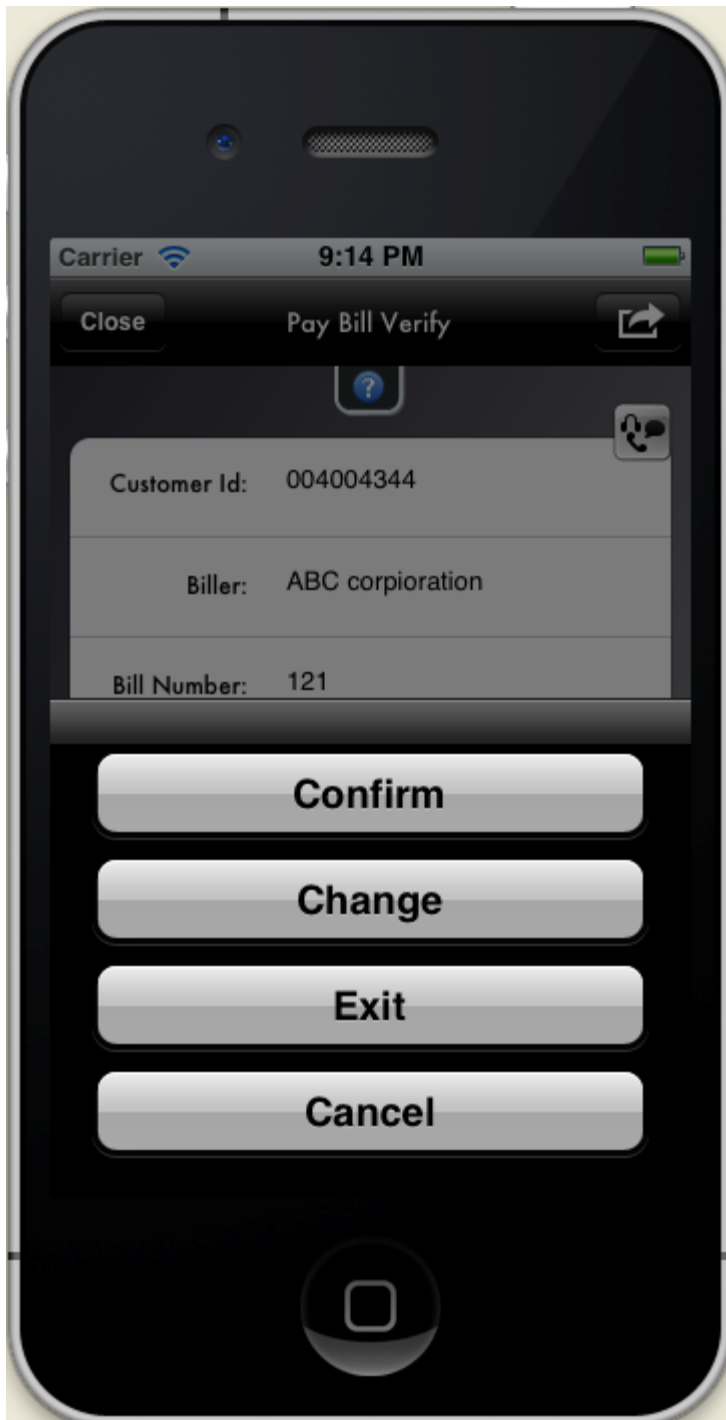 Carrier 9:14 PM
Close Pay Bill Verify
?
Customer Id: 004004344
Biller: ABC corpioration
Bill Number: 121
Confirm
Change
Exit
Cancel